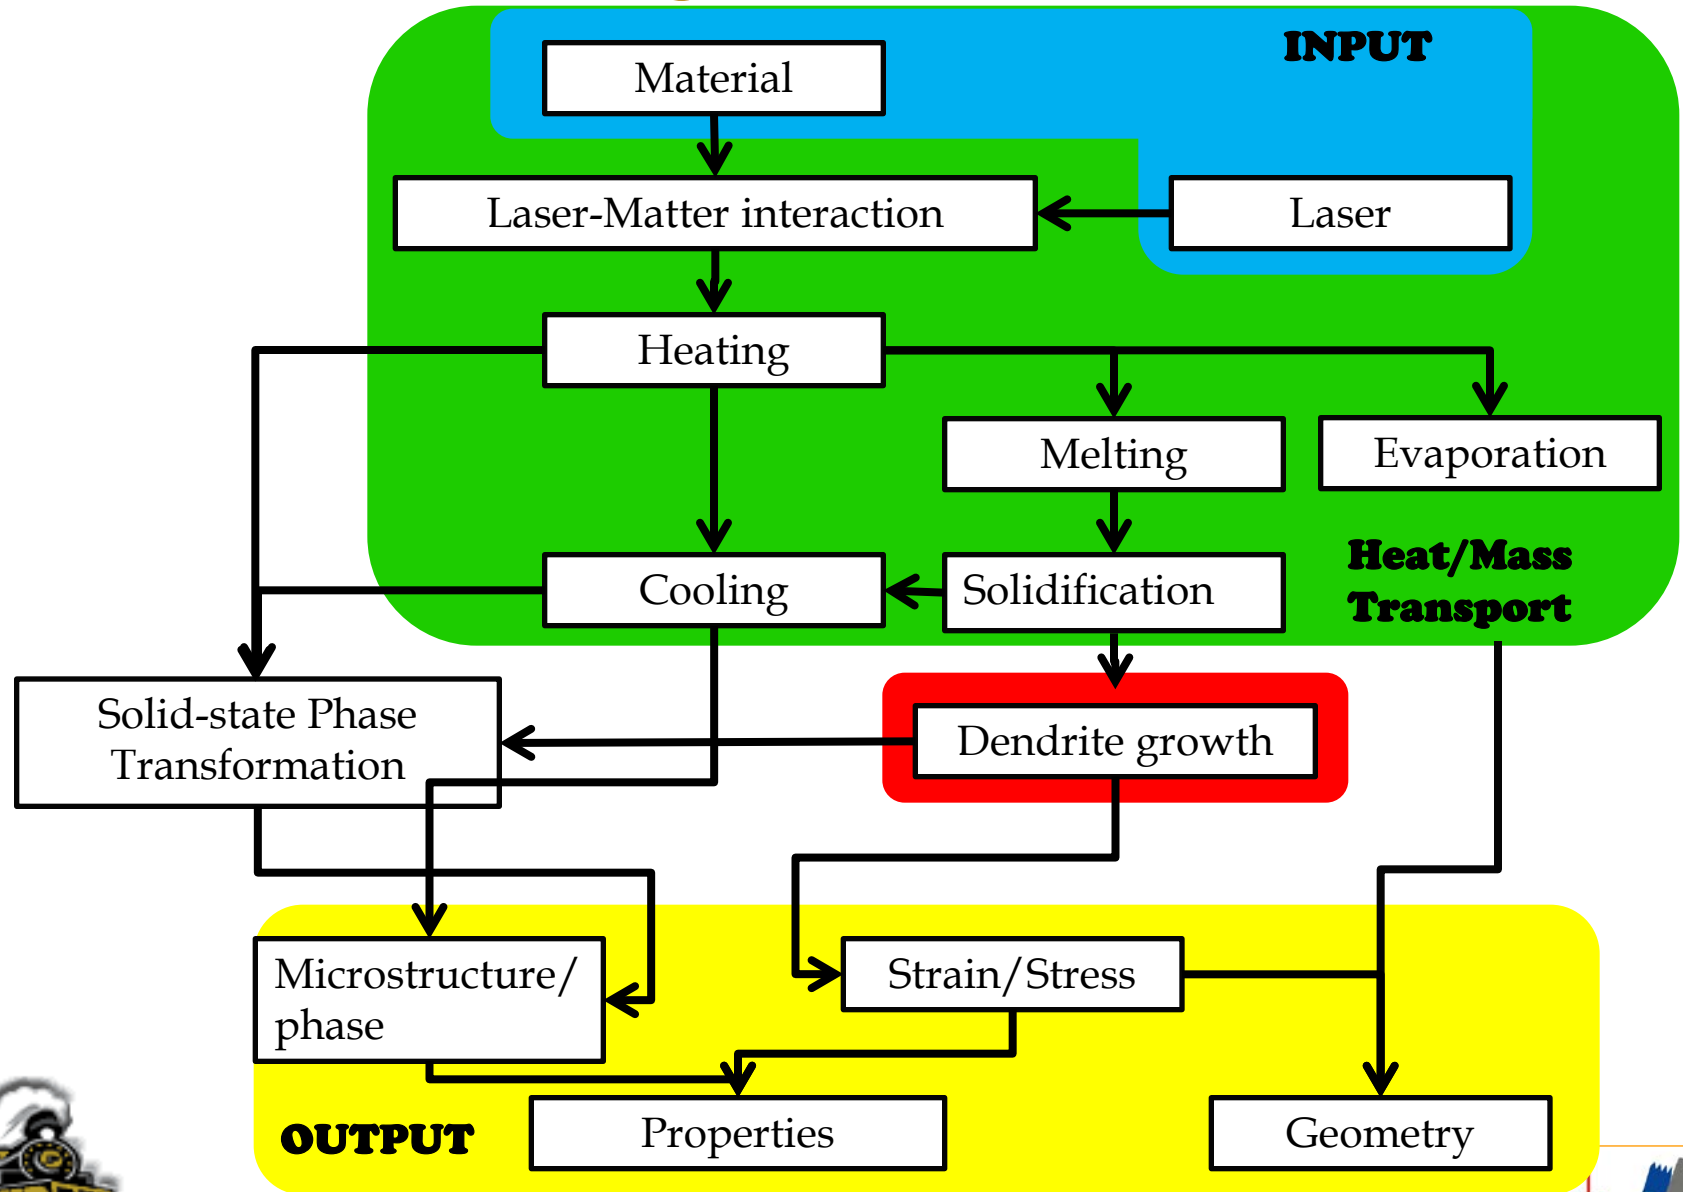 INPUT
Material
Laser-Matter interaction
Laser
Heating
Melting
Evaporation
Cooling
Solidification
Heat/Mass
Transport
Solid-state Phase
Transformation
Dendrite growth
Microstructure/
phase
Strain/Stress
OUTPUT
Properties
Geometry